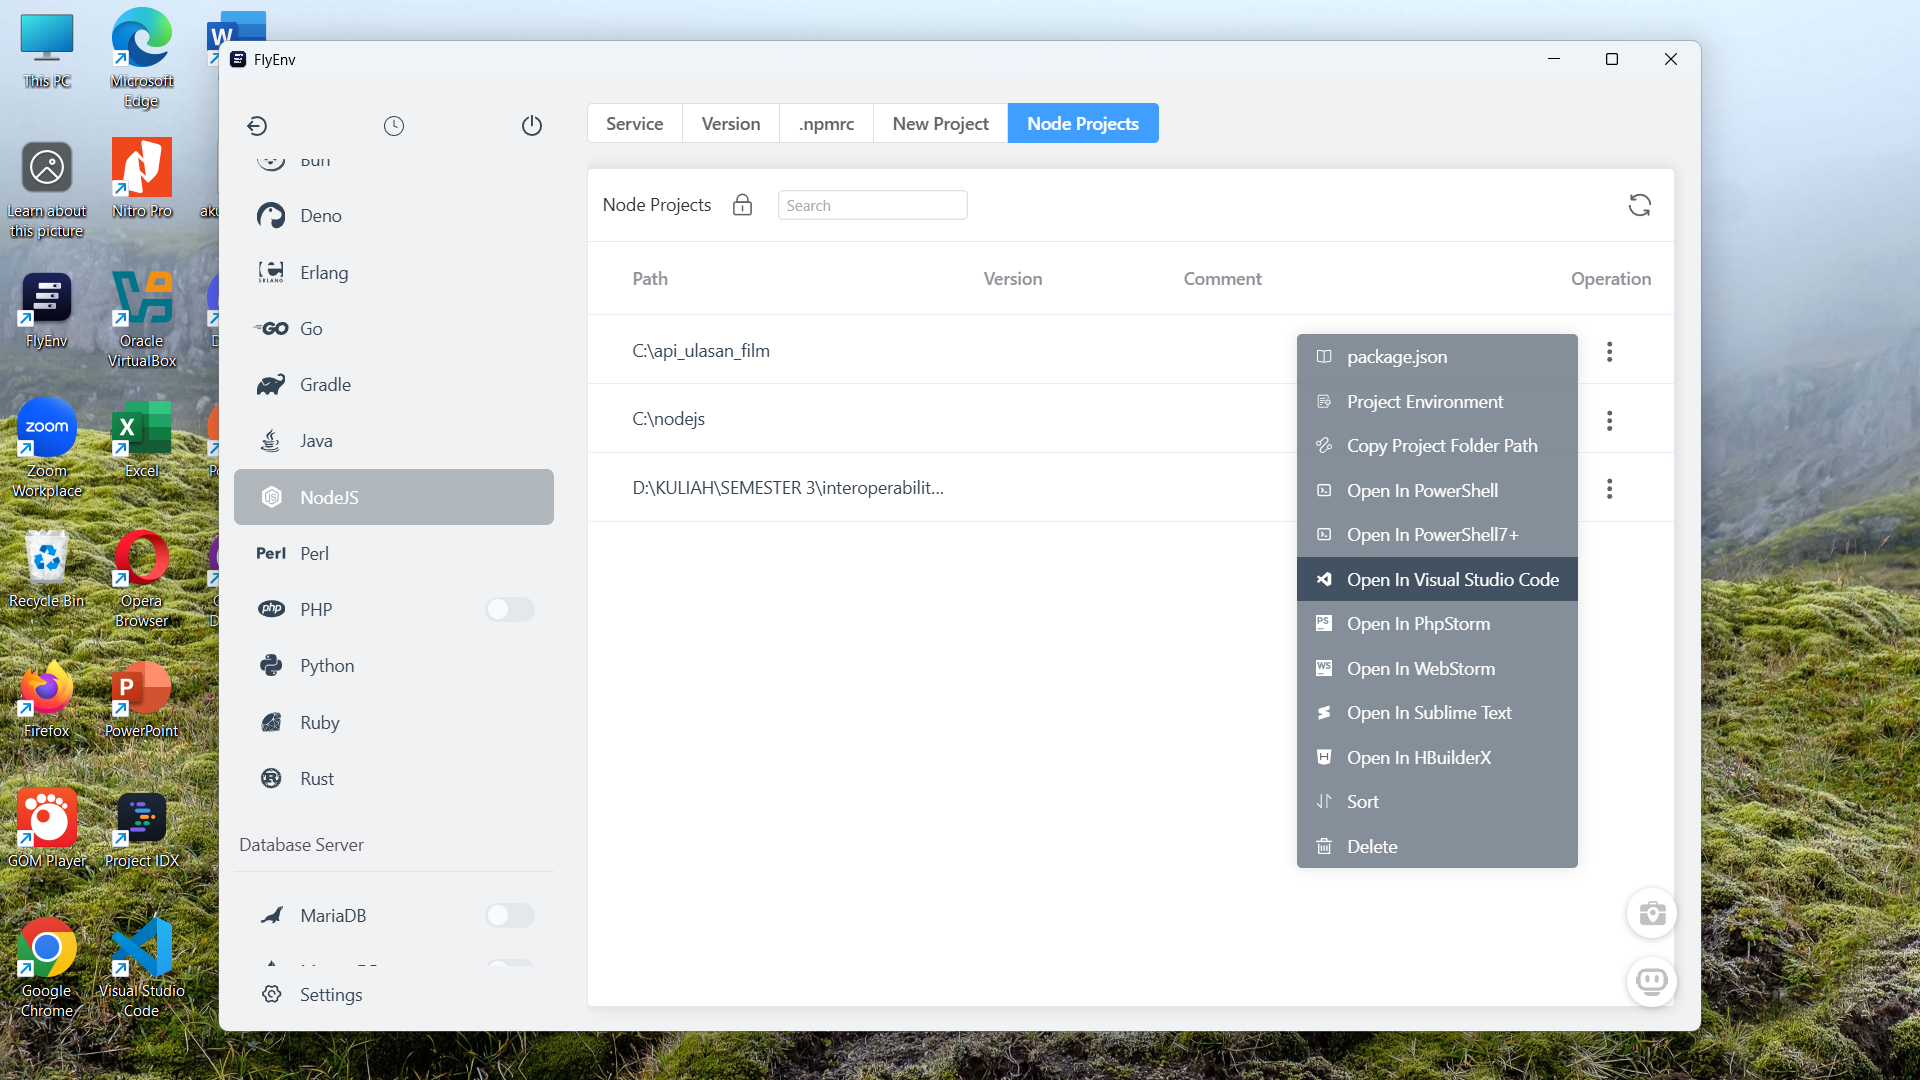 This PC
Microsoft
Edge
Learn about
this picture
Nitro Pro
FlyEnv
Oracle
VirtualBox
zoom
Zoom
Workplace
Excel
Recycle Bin
Opera
Browser
Firefox
PowerPoint
GOM Player
Project IDX
Google
Chrome
Visual Studio
Code
FlyEnv
Service
Version
.npmrc
New Project
Node Projects
Bun
Deno
Erlang
Go
Gradle
Java
NodeJS
Perl
Perl
php
PHP
Python
Ruby
Rust
Database Server
MariaDB
Settings
Node Projects
Search
Path
Version
Comment
Operation
C:\api_ulasan_film
C:\nodejs
D:\KULIAH\SEMESTER 3\interoperabilit...
package.json
Project Environment
Copy Project Folder Path
Open In PowerShell
Open In PowerShell7+
Open In Visual Studio Code
Open In PhpStorm
Open In WebStorm
Open In Sublime Text
Open In HBuilderX
Sort
Delete